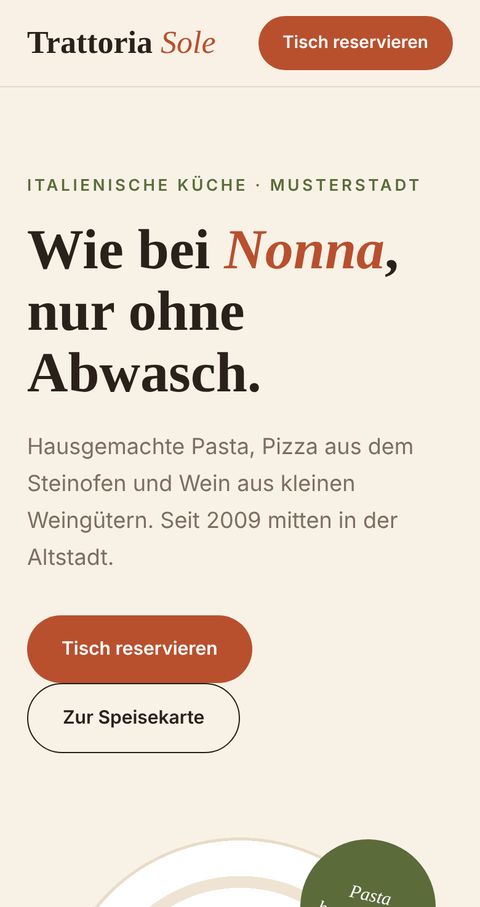 Trattoria Sole
Tisch reservieren
ITALIENISCHE KÜCHE · MUSTERSTADT
Wie bei Nonna,
nur ohne
Abwasch.
Hausgemachte Pasta, Pizza aus dem
Steinofen und Wein aus kleinen
Weingütern. Seit 2009 mitten in der
Altstadt.
Tisch reservieren
Zur Speisekarte
Pasta